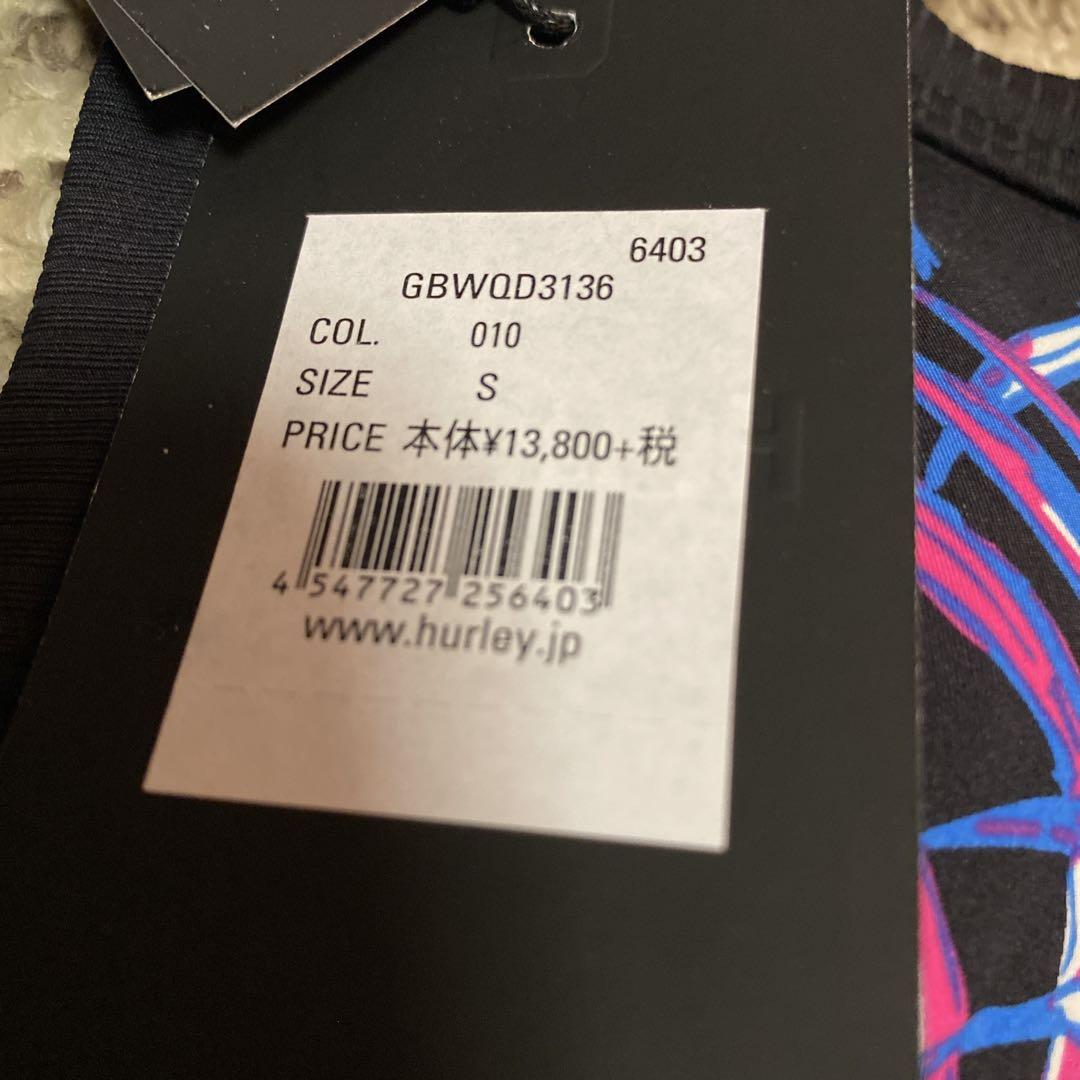 6403
GBWQD3136
COL. 010
SIZE S
PRICE 本体¥13,800+税
4 547727 256403
www.hurley.jp